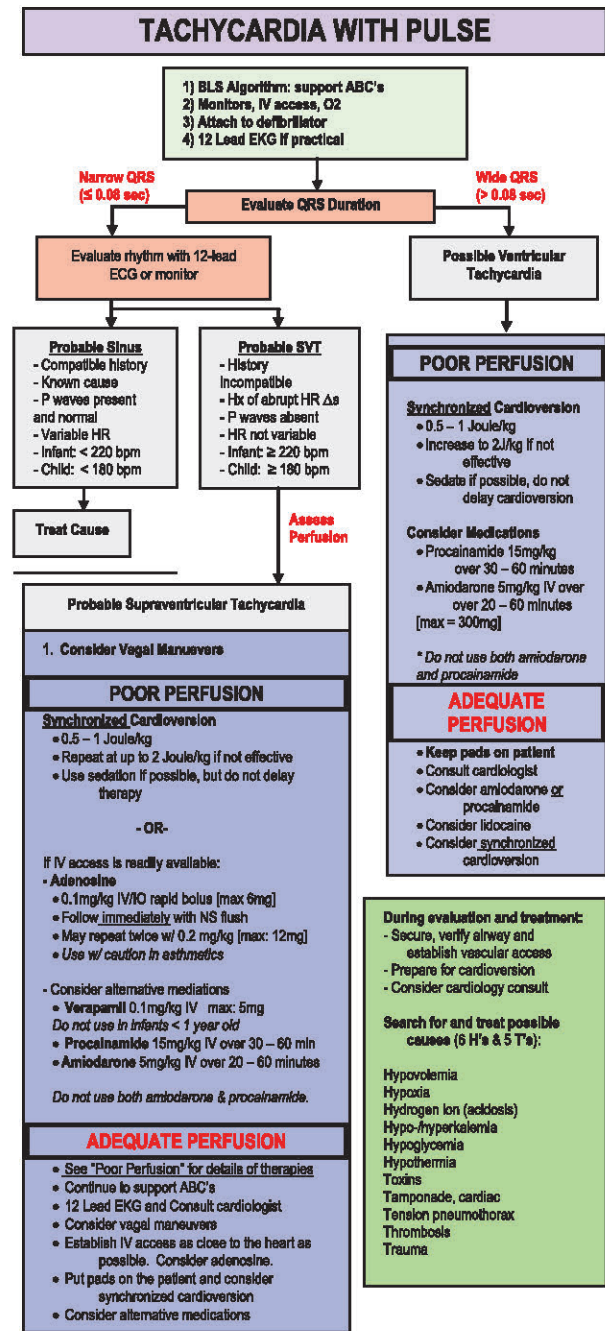 TACHYCARDIA WITH PULSE
1) BLS Algorithm: support ABC's
2) Monitors, IV access, O2
3) Attach to defibrillator
4) 12 Lead EKG if practical
Narrow QRS
(≤ 0.08 sec)
Wide QRS
(> 0.08 sec)
Evaluate QRS Duration
Evaluate rhythm with 12-lead
ECG or monitor
Possible Ventricular
Tachycardia
Probable Sinus
- Compatible history
- Known cause
- P waves present
and normal
- Variable HR
- Infant: < 220 bpm
- Child: < 180 bpm
Probable SVT
- History
Incompatible
- Hx of abrupt HR Δs
- P waves absent
- HR not variable
- Infant: ≥ 220 bpm
- Child: ≥ 180 bpm
Treat Cause
Assess
Perfusion
Probable Supraventricular Tachycardia
1. Consider Vagal Manuevers
POOR PERFUSION
Synchronized Cardioversion
• 0.5 – 1 Joule/kg
• Repeat at up to 2 Joule/kg if not effective
• Use sedation if possible, but do not delay
therapy
- OR-
If IV access is readily available:
- Adenosine
• 0.1mg/kg IV/IO rapid bolus [max 6mg]
• Follow immediately with NS flush
• May repeat twice w/ 0.2 mg/kg [max: 12mg]
• Use w/ caution in asthmetics
- Consider alternative mediations
• Verapamil 0.1mg/kg IV max: 5mg
Do not use in infants < 1 year old
• Procainamide 15mg/kg IV over 30 – 60 min
• Amiodarone 5mg/kg IV over 20 – 60 minutes
Do not use both amiodarone & procainamide.
ADEQUATE PERFUSION
• See "Poor Perfusion" for details of therapies
• Continue to support ABC's
• 12 Lead EKG and Consult cardiologist
• Consider vagal maneuvers
• Establish IV access as close to the heart as
possible. Consider adenosine.
• Put pads on the patient and consider
synchronized cardioversion
• Consider alternative medications
POOR PERFUSION
Synchronized Cardioversion
• 0.5 – 1 Joule/kg
• Increase to 2J/kg if not
effective
• Sedate if possible, do not
delay cardioversion
Consider Medications
• Procainamide 15mg/kg
over 30 – 60 minutes
• Amiodarone 5mg/kg IV over
over 20 – 60 minutes
[max = 300mg]
* Do not use both amiodarone
and procainamide
ADEQUATE
PERFUSION
• Keep pads on patient
• Consult cardiologist
• Consider amiodarone or
procainamide
• Consider lidocaine
• Consider synchronized
cardioversion
During evaluation and treatment:
- Secure, verify airway and
establish vascular access
- Prepare for cardioversion
- Consider cardiology consult
Search for and treat possible
causes (6 H's & 5 T's):
Hypovolemia
Hypoxia
Hydrogen ion (acidosis)
Hypo-/hyperkalemia
Hypoglycemia
Hypothermia
Toxins
Tamponade, cardiac
Tension pneumothorax
Thrombosis
Trauma